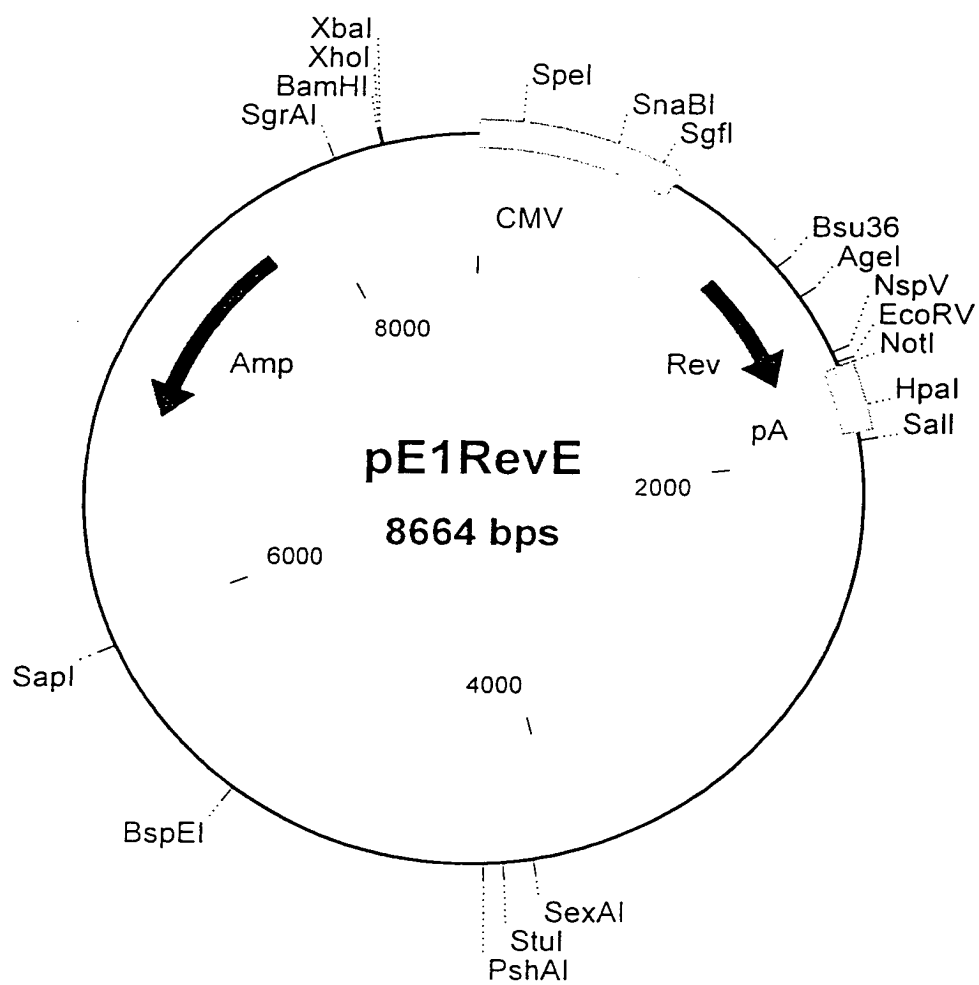 XbaI
XhoI
BamHI
SgrAI
SpeI
SnaBI
SgfI
CMV
Bsu36
AgeI
NspV
EcoRV
NotI
HpaI
SalI
8000
Amp
Rev
pA
pE1RevE
8664 bps
2000
6000
4000
SapI
BspEI
SexAI
StuI
PshAI